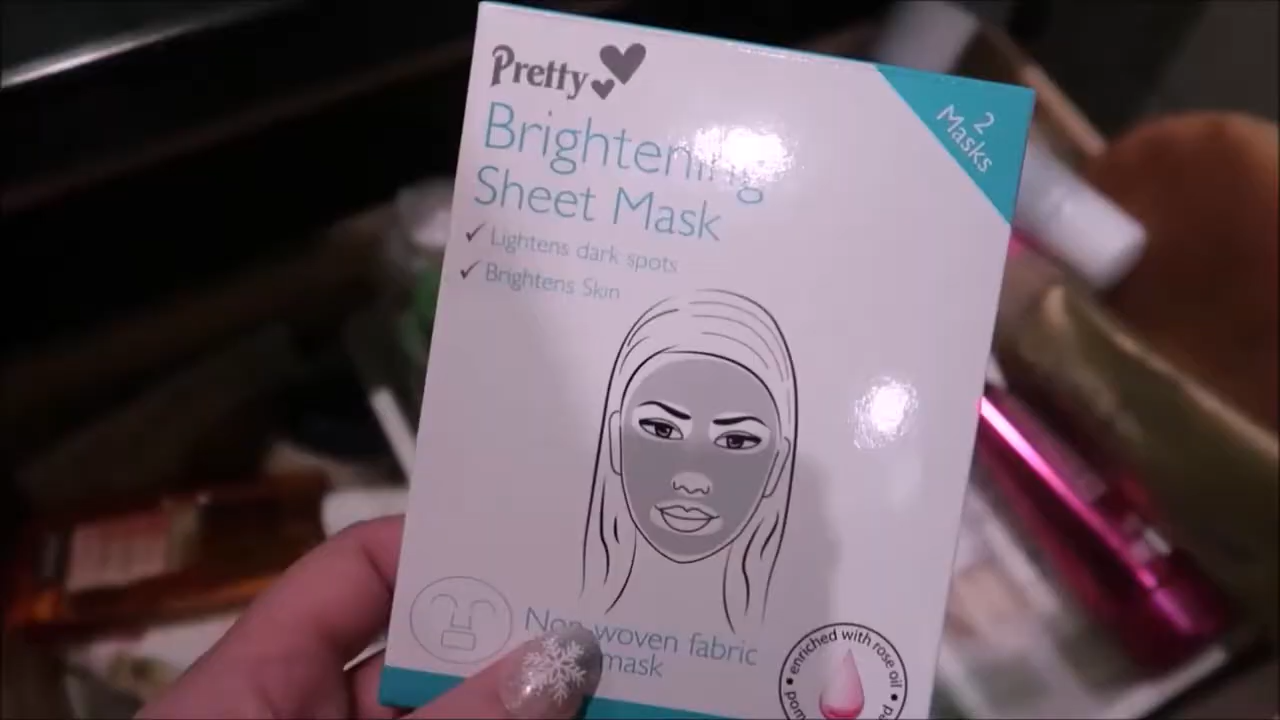 Pretty
Brightening
Sheet Mask
✓ Lightens dark spots
✓ Brightens Skin
2
Masks
Non-woven fabric
mask
enriched with rose oil